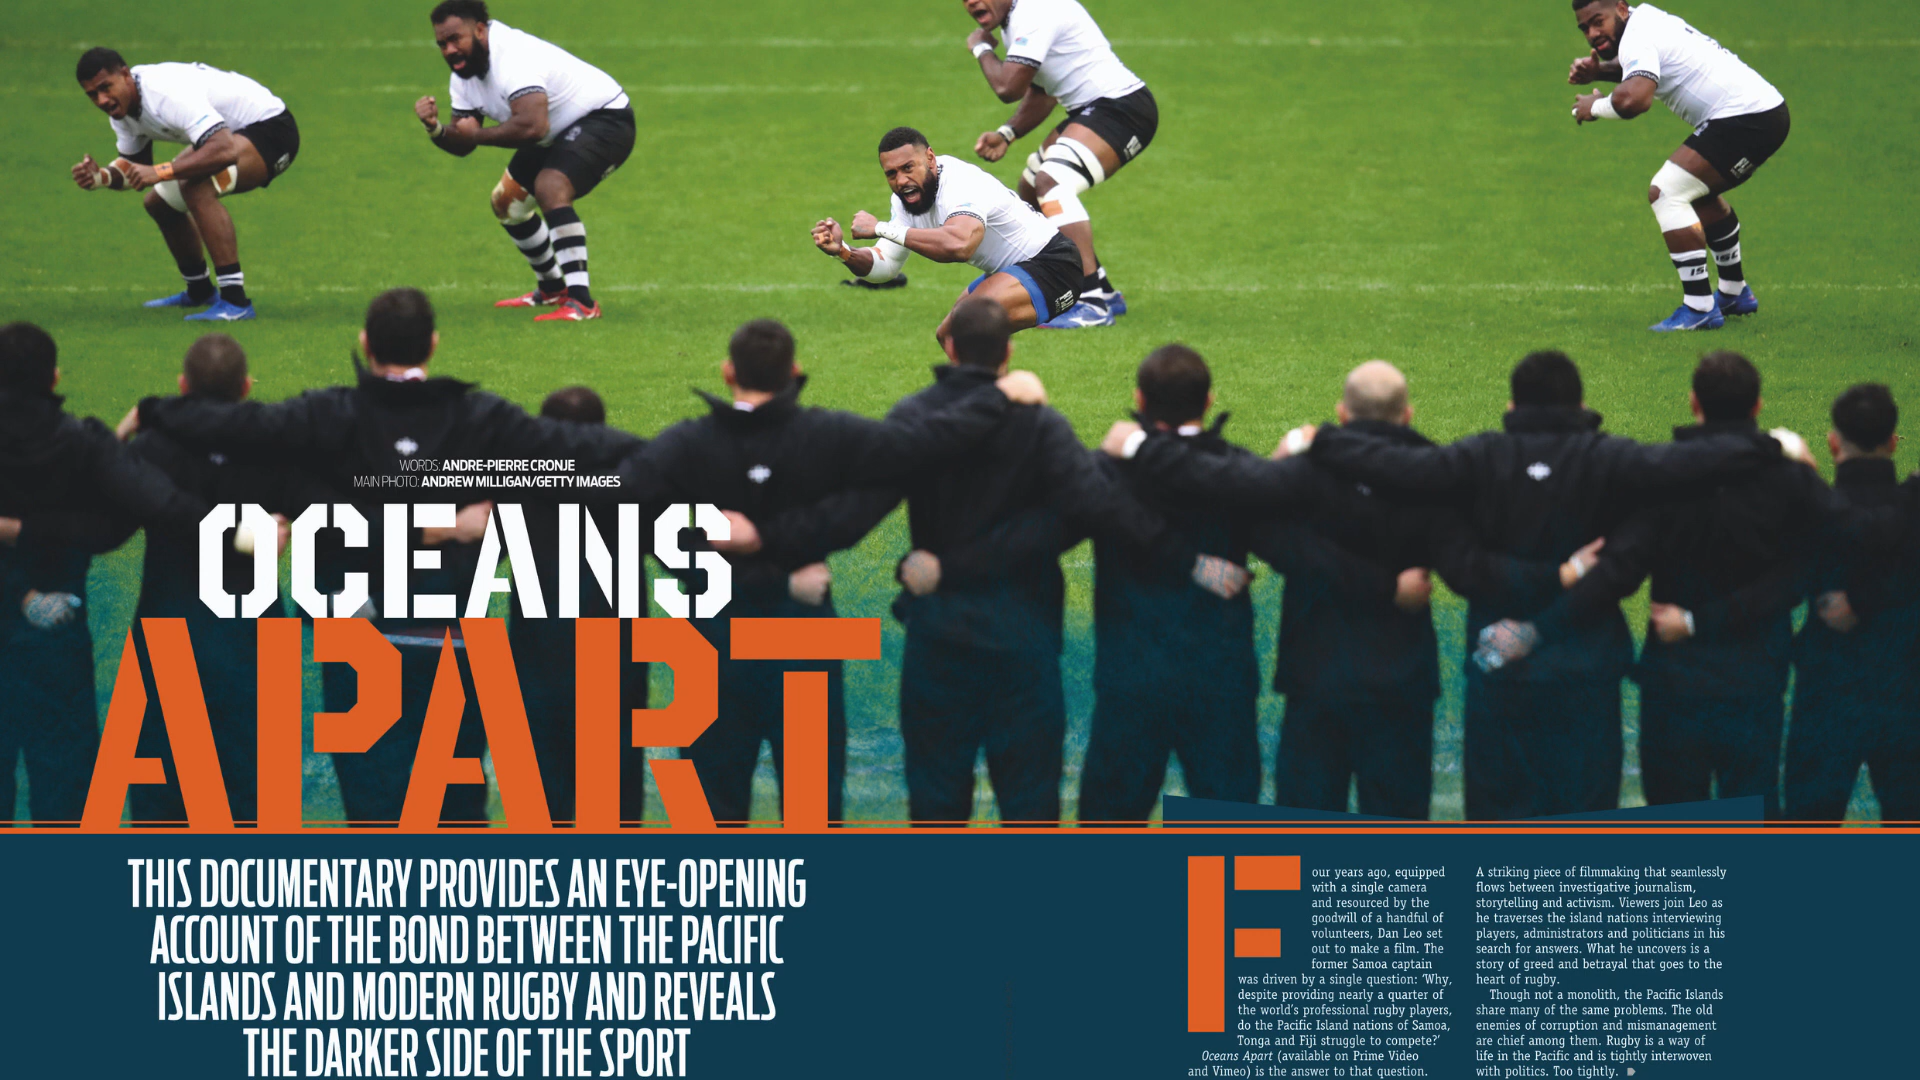 WORDS: ANDRE-PIERRE CRONJE
MAIN PHOTO: ANDREW MILLIGAN/GETTY IMAGES
OCEANS
APART
THIS DOCUMENTARY PROVIDES AN EYE-OPENING
ACCOUNT OF THE BOND BETWEEN THE PACIFIC
ISLANDS AND MODERN RUGBY AND REVEALS
THE DARKER SIDE OF THE SPORT
Four years ago, equipped
with a single camera
and resourced by the
goodwill of a handful of
volunteers, Dan Leo set
out to make a film. The
former Samoa captain
was driven by a single question: ‘Why,
despite providing nearly a quarter of
the world’s professional rugby players,
do the Pacific Island nations of Samoa,
Tonga and Fiji struggle to compete?’
Oceans Apart (available on Prime Video
and Vimeo) is the answer to that question.
A striking piece of filmmaking that seamlessly
flows between investigative journalism,
storytelling and activism. Viewers join Leo as
he traverses the island nations interviewing
players, administrators and politicians in his
search for answers. What he uncovers is a
story of greed and betrayal that goes to the
heart of rugby.
Though not a monolith, the Pacific Islands
share many of the same problems. The old
enemies of corruption and mismanagement
are chief among them. Rugby is a way of
life in the Pacific and is tightly interwoven
with politics. Too tightly.
ISC